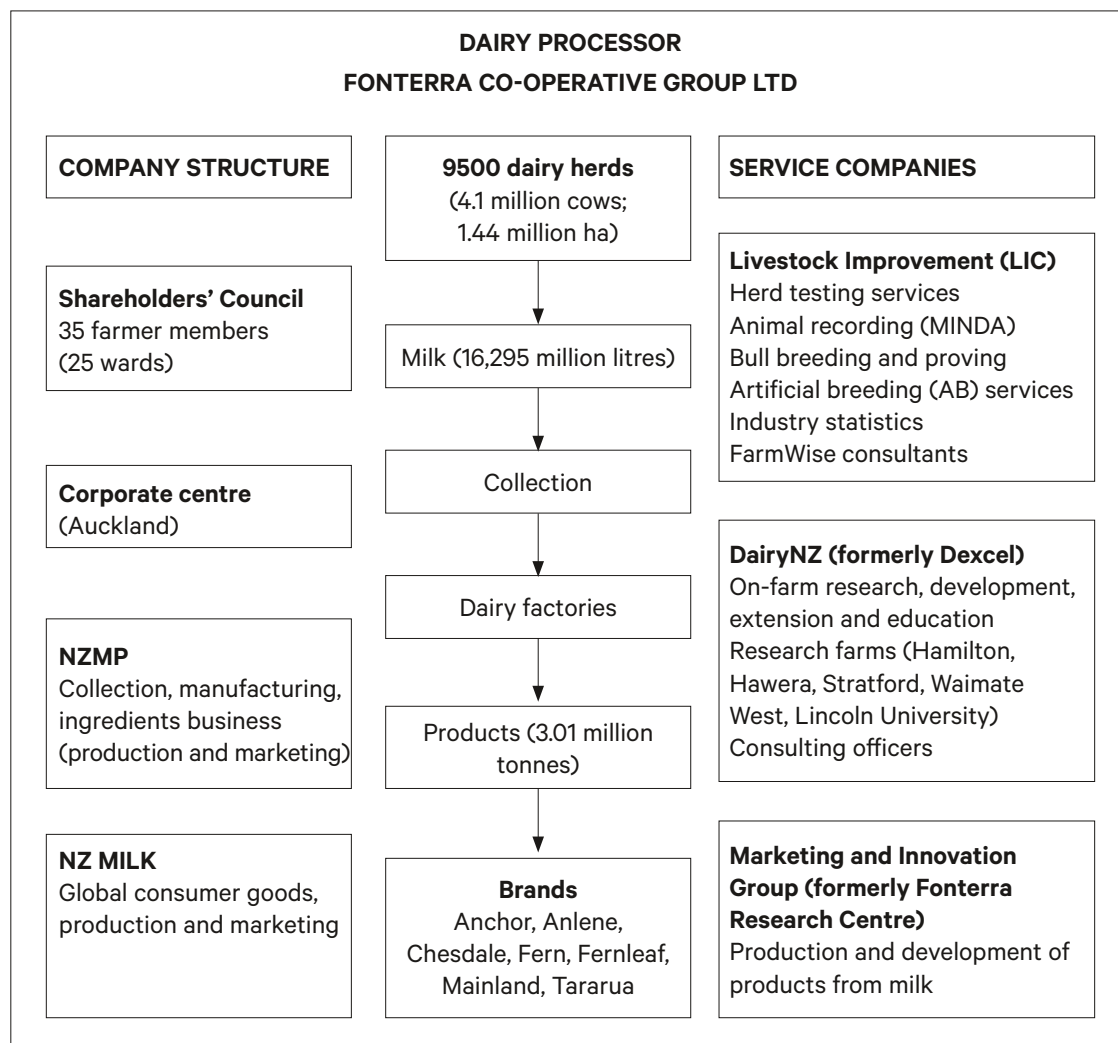 DAIRY PROCESSOR
FONTERRA CO-OPERATIVE GROUP LTD
COMPANY STRUCTURE
Shareholders’ Council
35 farmer members
(25 wards)
Corporate centre
(Auckland)
NZMP
Collection, manufacturing,
ingredients business
(production and marketing)
NZ MILK
Global consumer goods,
production and marketing
9500 dairy herds
(4.1 million cows;
1.44 million ha)
Milk (16,295 million litres)
Collection
Dairy factories
Products (3.01 million
tonnes)
Brands
Anchor, Anlene,
Chesdale, Fern, Fernleaf,
Mainland, Tararua
SERVICE COMPANIES
Livestock Improvement (LIC)
Herd testing services
Animal recording (MINDA)
Bull breeding and proving
Artificial breeding (AB) services
Industry statistics
FarmWise consultants
DairyNZ (formerly Dexcel)
On-farm research, development,
extension and education
Research farms (Hamilton,
Hawera, Stratford, Waimate
West, Lincoln University)
Consulting officers
Marketing and Innovation
Group (formerly Fonterra
Research Centre)
Production and development of
products from milk